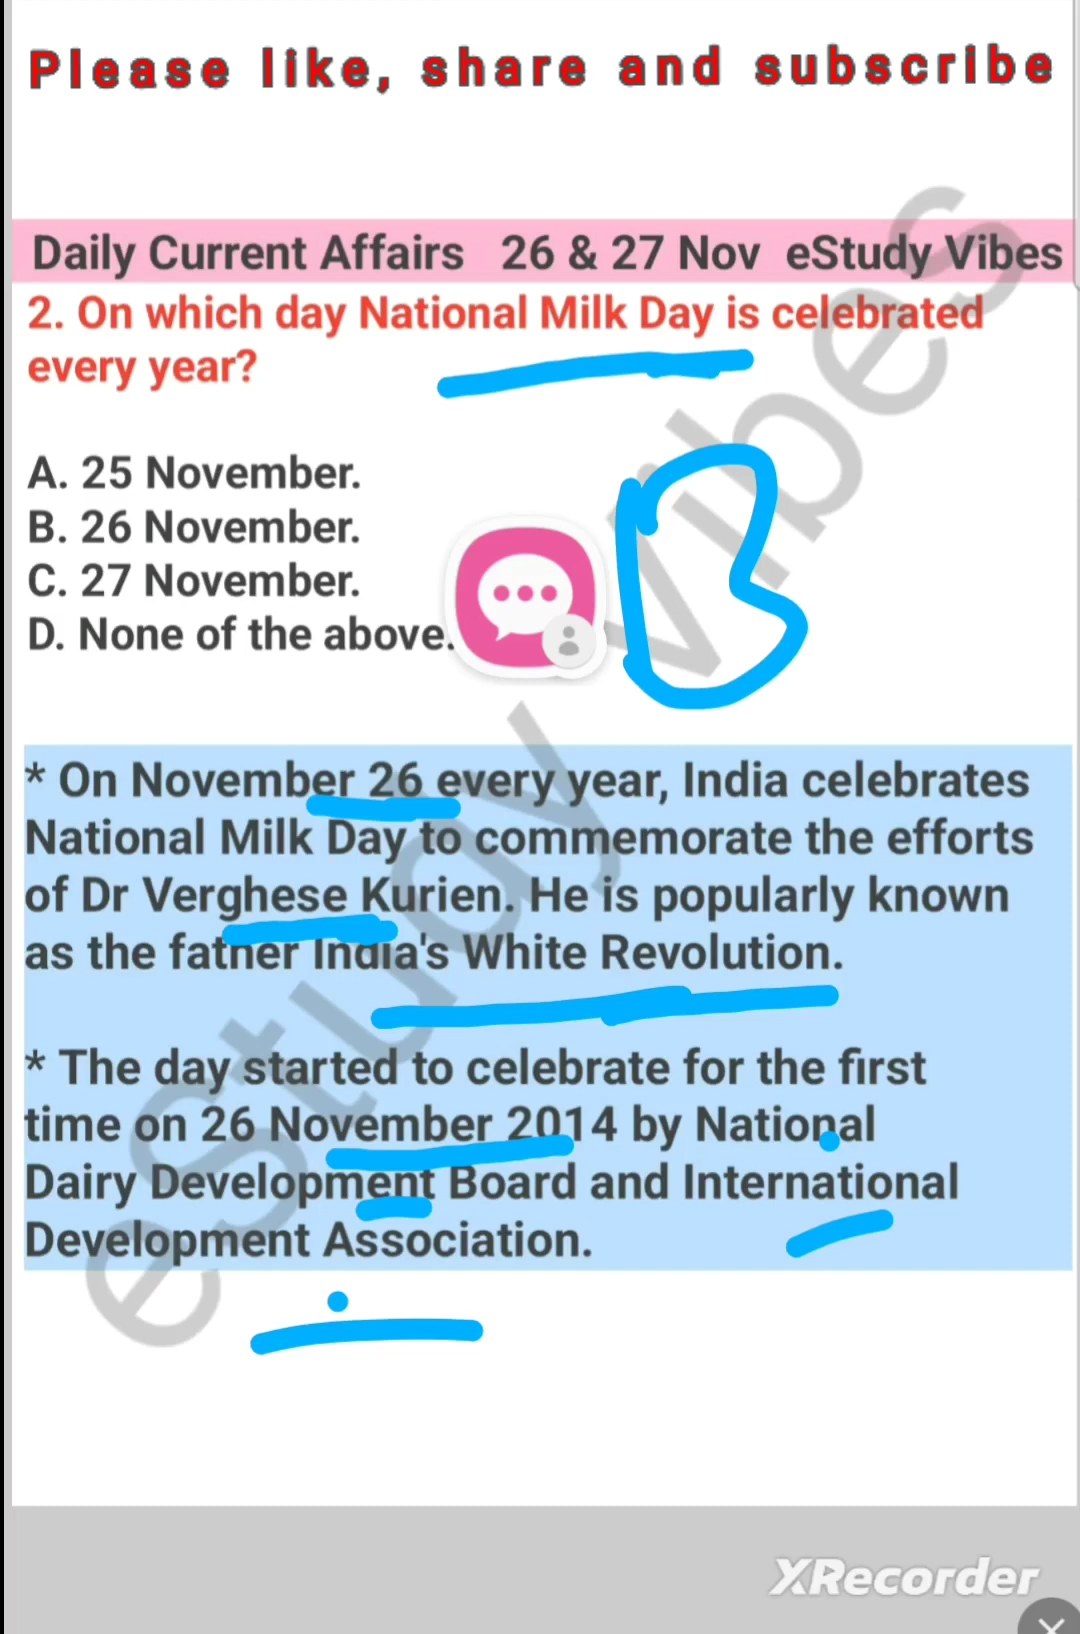 Please like, share and subscribe
Daily Current Affairs 26 & 27 Nov eStudy Vibes
2. On which day National Milk Day is celebrated
every year?
A. 25 November.
B. 26 November.
C. 27 November.
D. None of the above.
B
* On November 26 every year, India celebrates
National Milk Day to commemorate the efforts
of Dr Verghese Kurien. He is popularly known
as the father India's White Revolution.
* The day started to celebrate for the first
time on 26 November 2014 by National
Dairy Development Board and International
Development Association.
eStudy Vibes
XRecorder